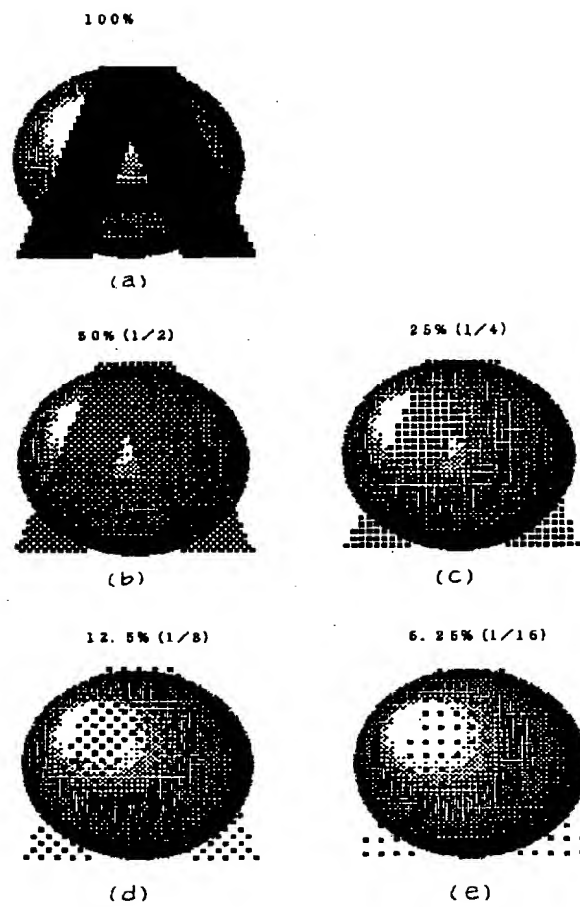 100%
(a)
50% (1/2)
25% (1/4)
(b)
(c)
12.5% (1/8)
6.25% (1/16)
(d)
(e)